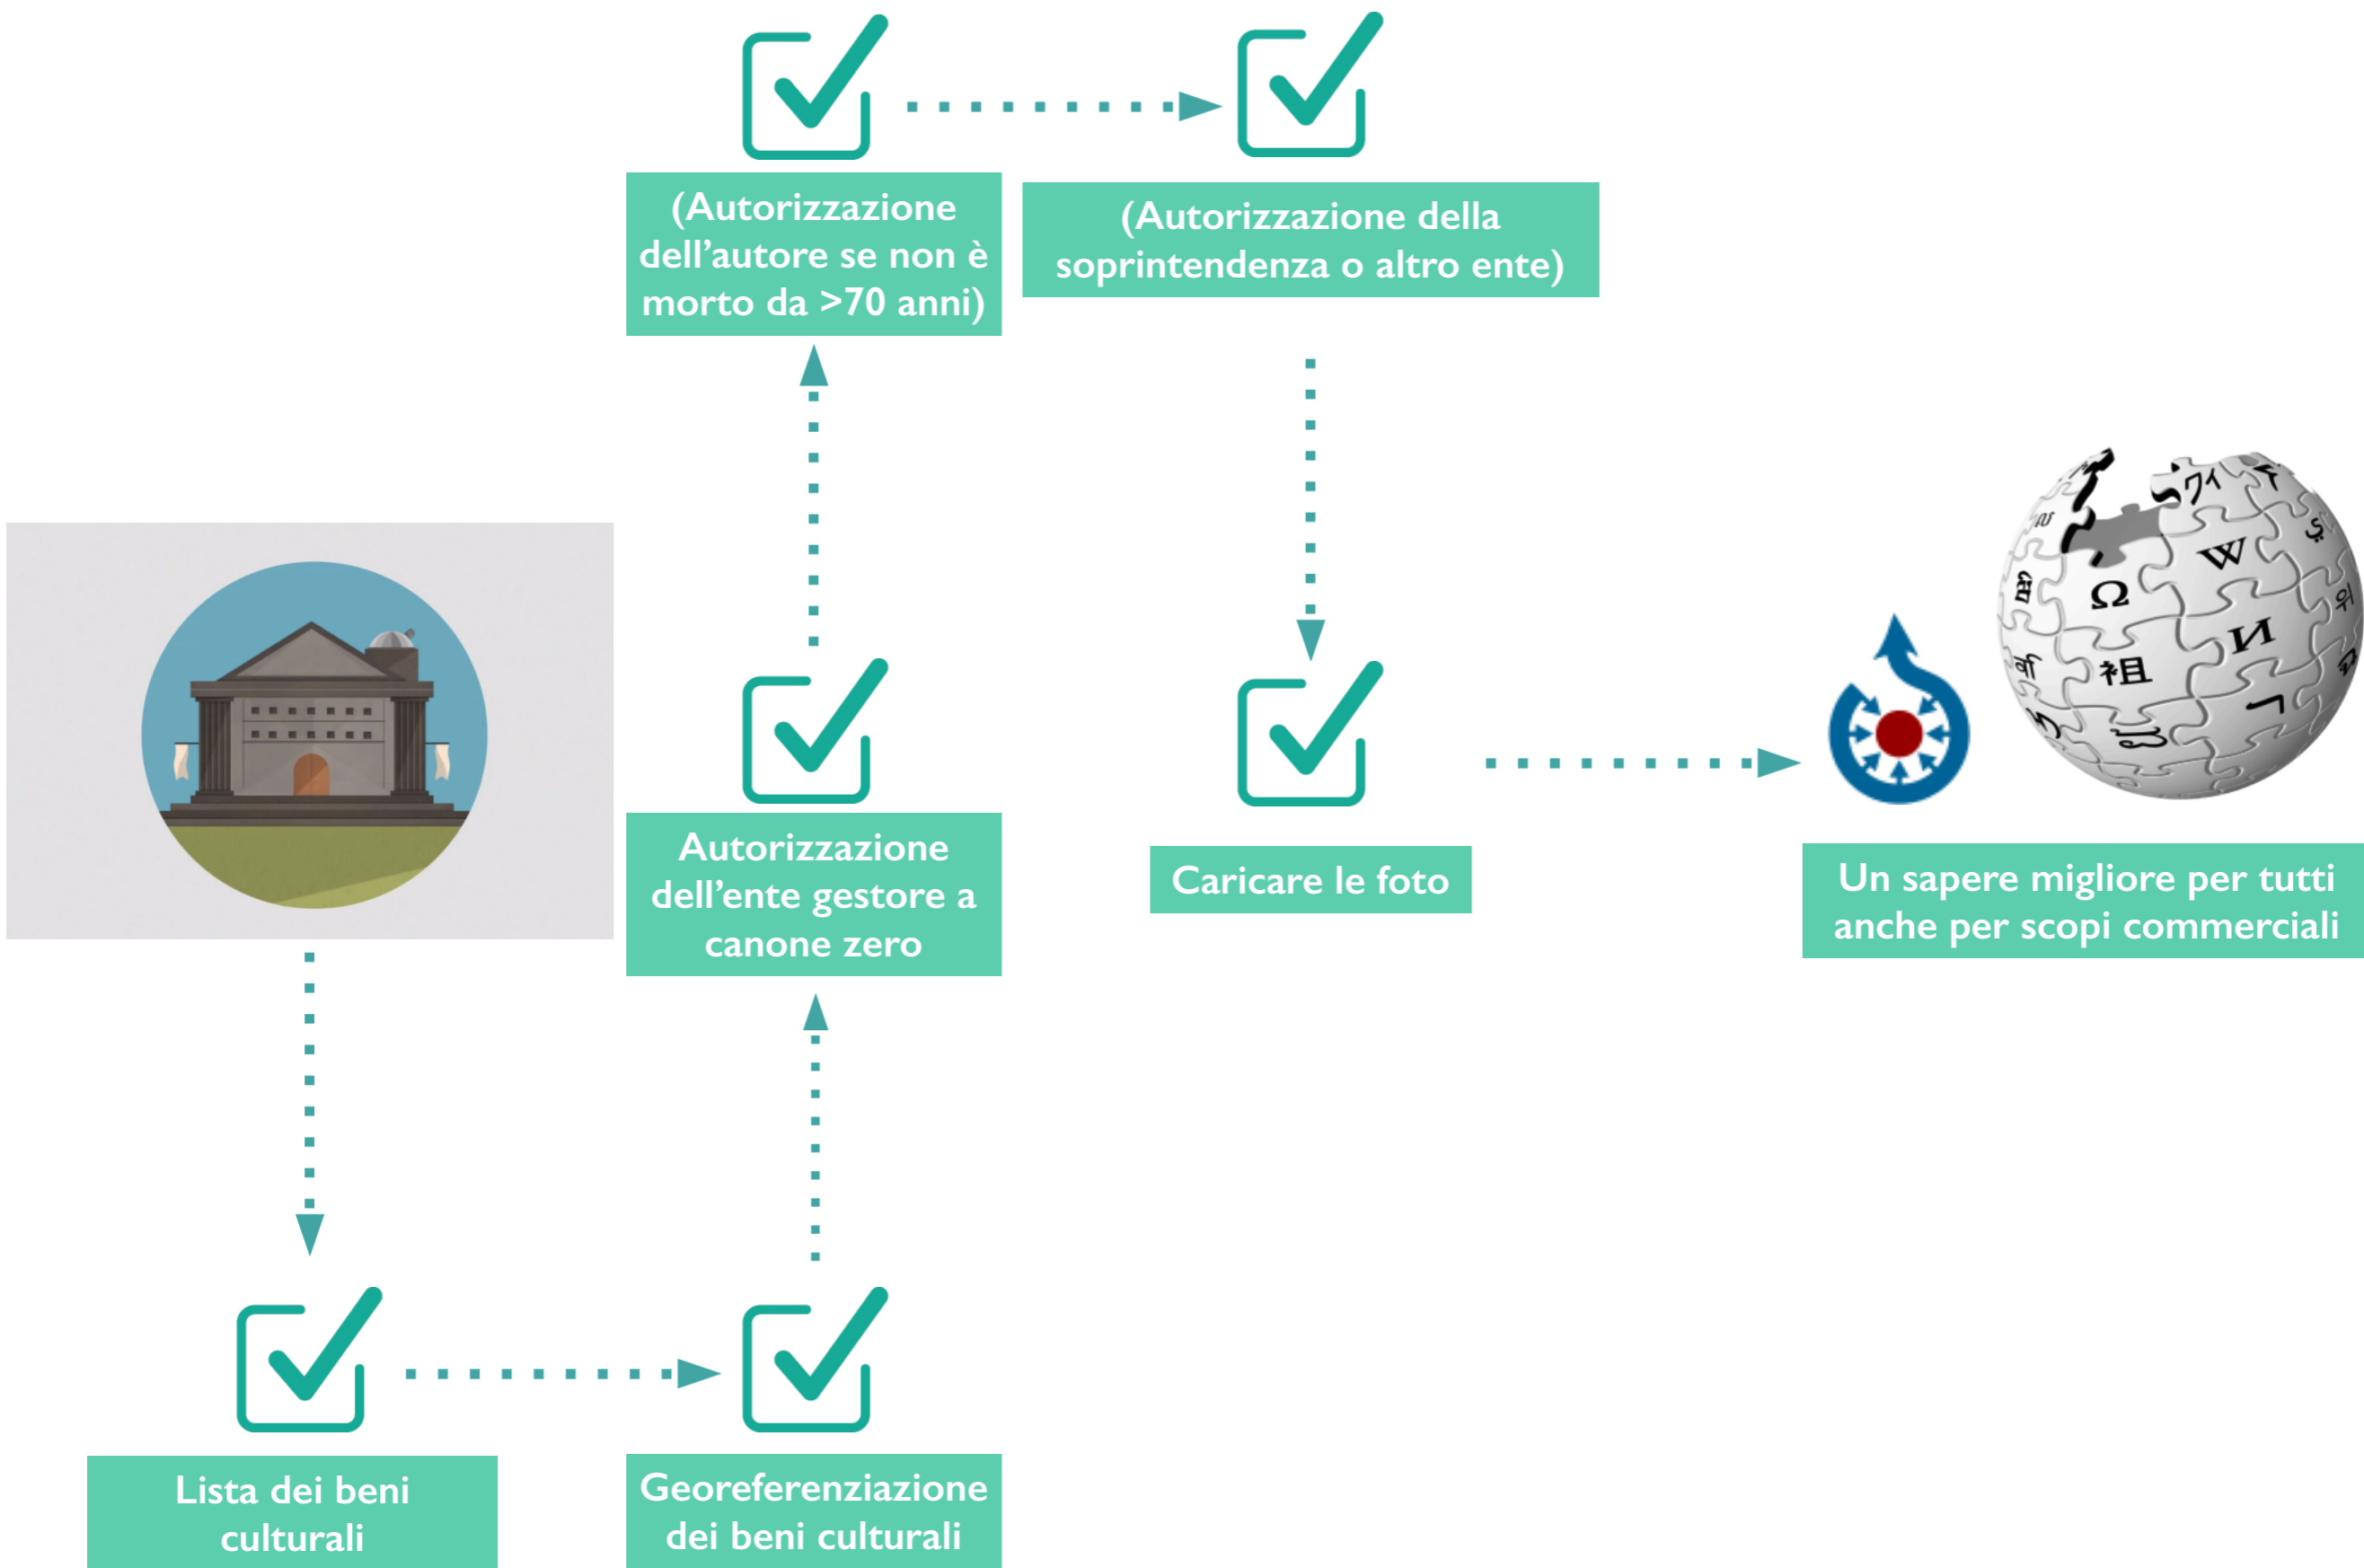 (Autorizzazione
dell'autore se non è
morto da >70 anni)
(Autorizzazione della
soprintendenza o altro ente)
Autorizzazione
dell'ente gestore a
canone zero
Caricare le foto
Ω
W
И
祖
Un sapere migliore per tutti
anche per scopi commerciali
Lista dei beni
culturali
Georeferenziazione
dei beni culturali